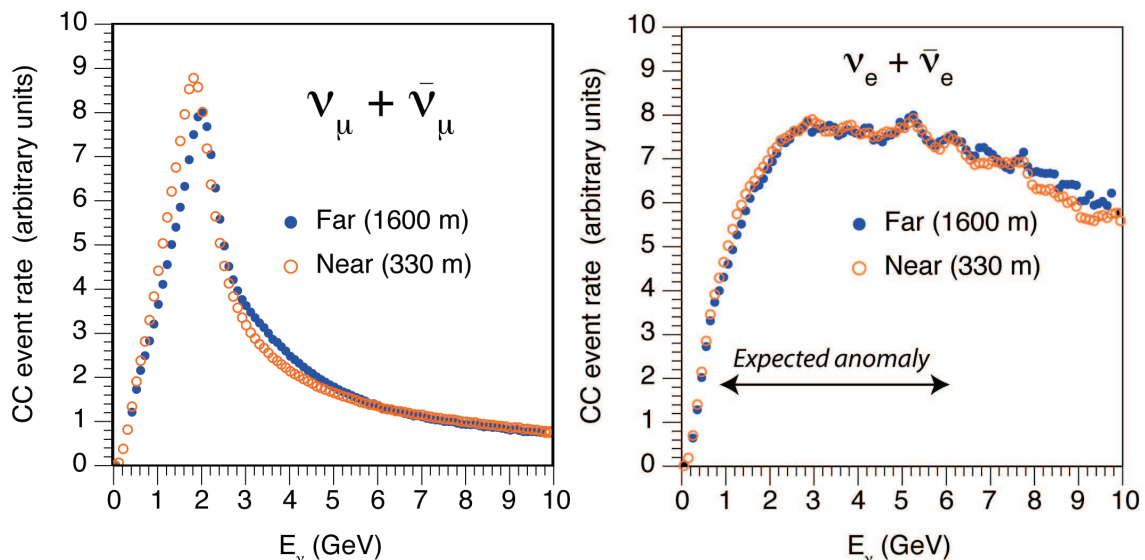 10
9
8
7
6
5
4
3
2
1
0
CC event rate (arbitrary units)
νμ + ν̄μ
Far (1600 m)
Near (330 m)
0 1 2 3 4 5 6 7 8 9 10
Eν (GeV)
10
9
8
7
6
5
4
3
2
1
0
CC event rate (arbitrary units)
νe + ν̄e
Far (1600 m)
Near (330 m)
Expected anomaly
0 1 2 3 4 5 6 7 8 9 10
Eν (GeV)